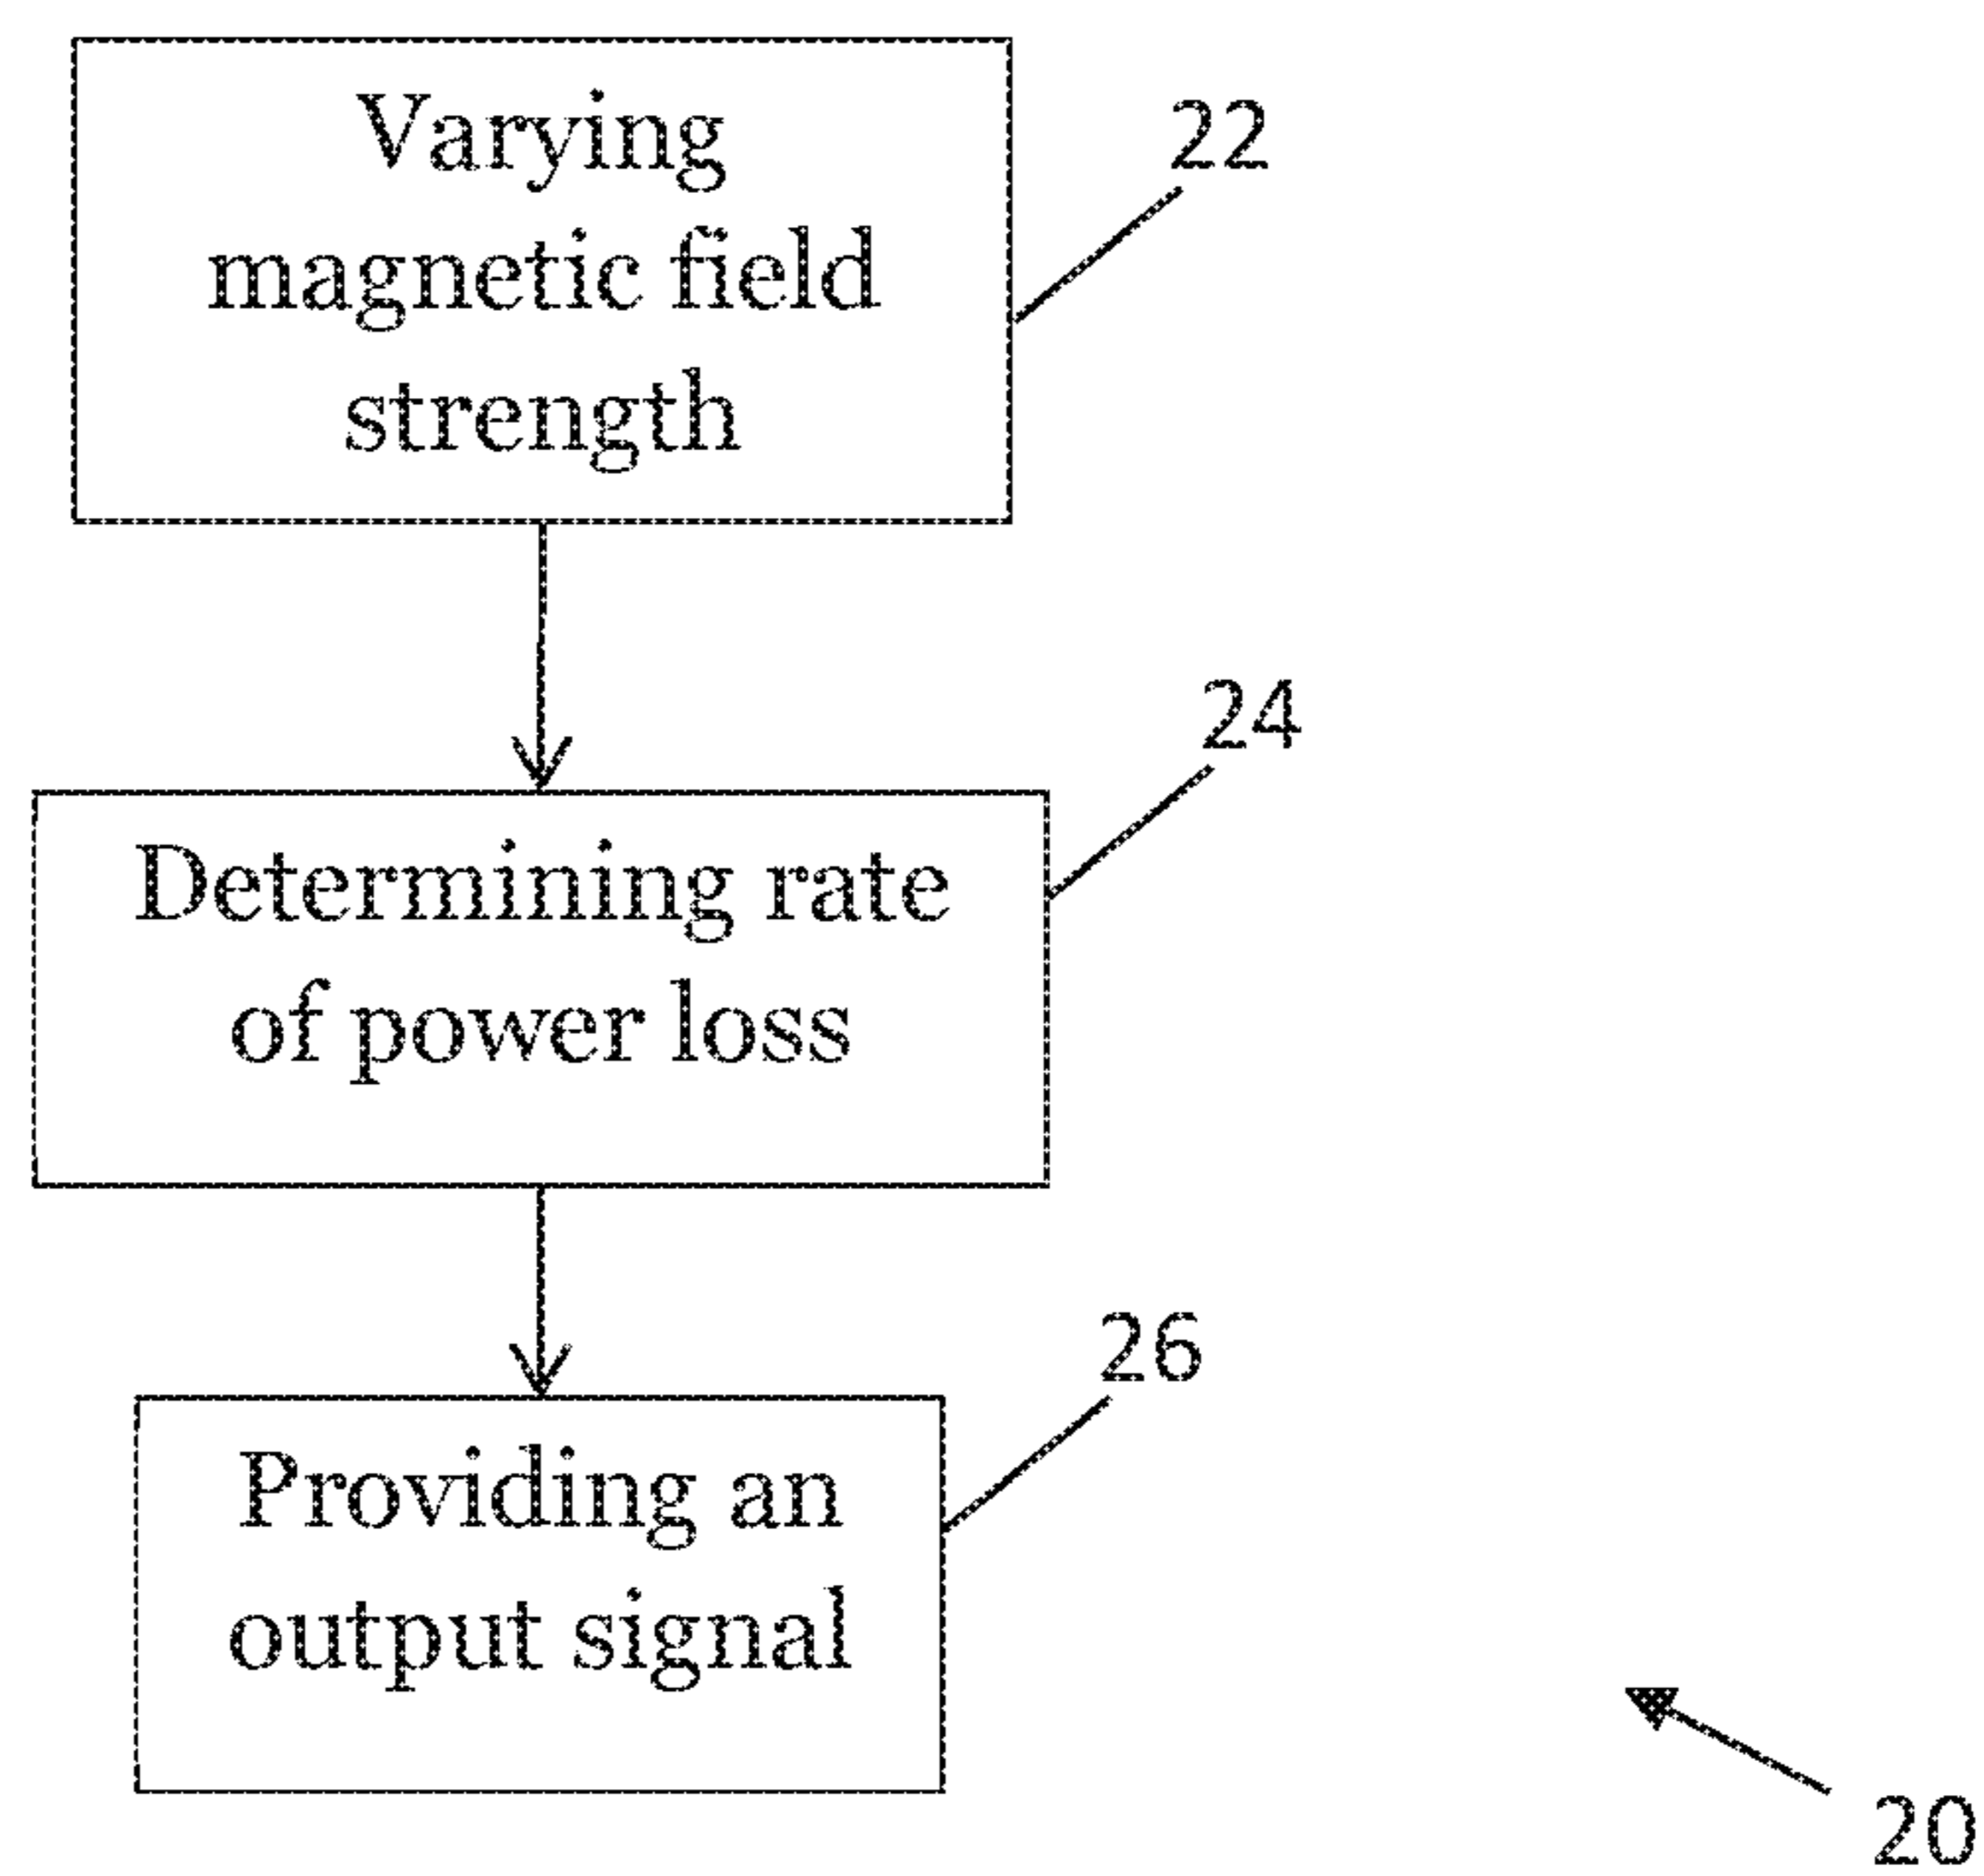 Varying
magnetic field
strength
22
Determining rate
of power loss
24
Providing an
output signal
26
20